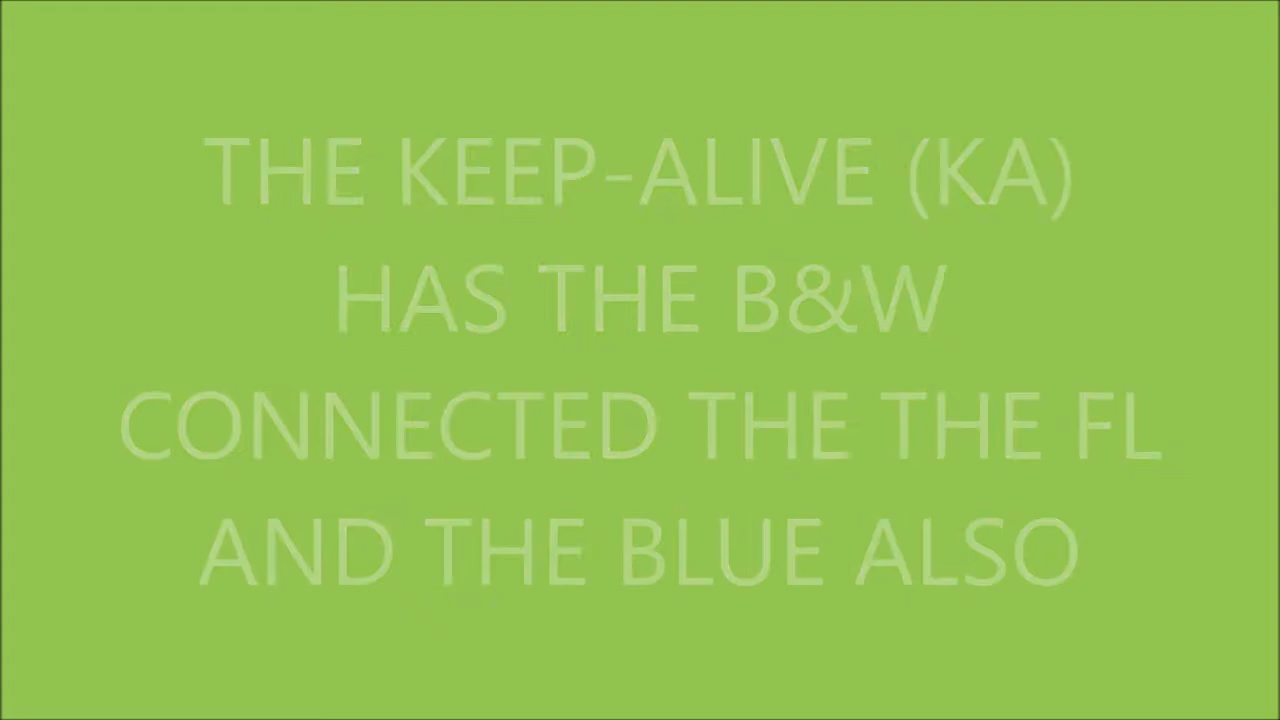 THE KEEP-ALIVE (KA)
HAS THE B&W
CONNECTED THE THE FL
AND THE BLUE ALSO